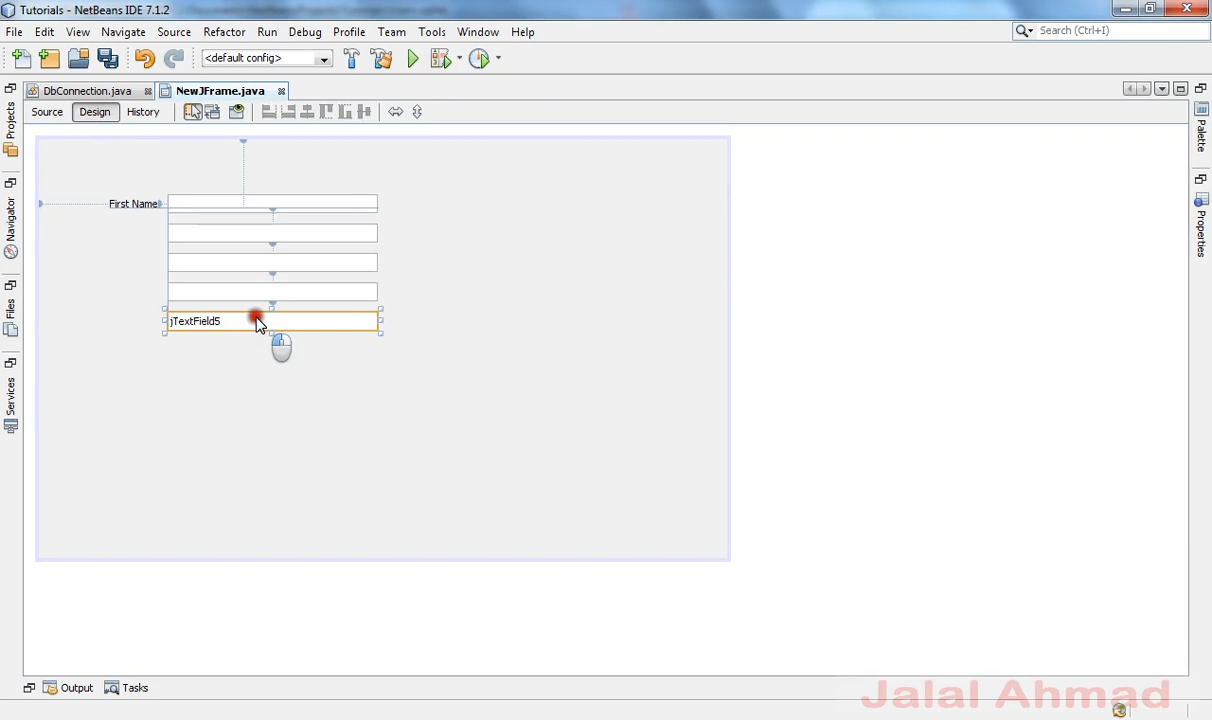 Tutorials - NetBeans IDE 7.1.2
File Edit View Navigate Source Refactor Run Debug Profile Team Tools Window Help
Search (Ctrl+I)
<default config>
DbConnection.java
NewJFrame.java
Source Design History
Projects
Navigator
Files
Services
Palette
Properties
First Name
jTextField5
Output Tasks
Jalal Ahmad